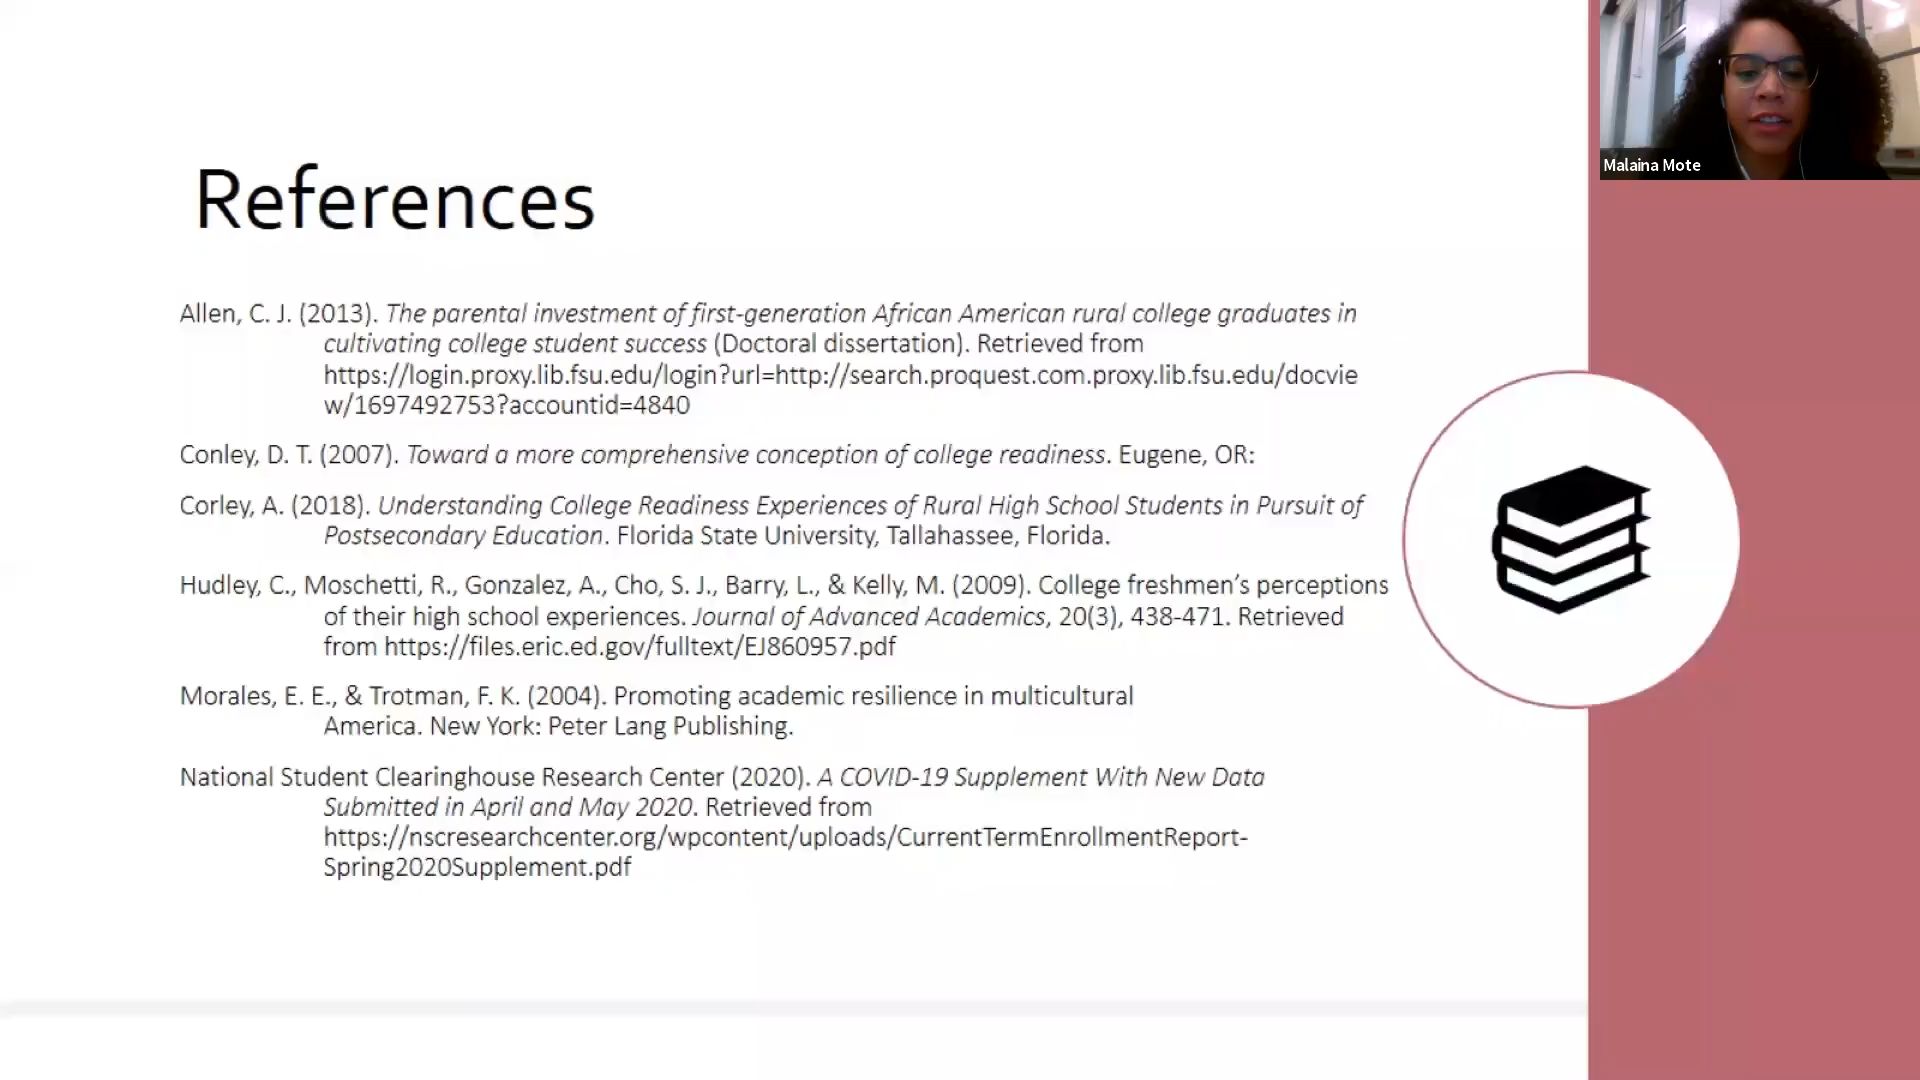 Malaina Mote
References
Allen, C. J. (2013). The parental investment of first-generation African American rural college graduates in
cultivating college student success (Doctoral dissertation). Retrieved from
https://login.proxy.lib.fsu.edu/login?url=http://search.proquest.com.proxy.lib.fsu.edu/docvie
w/1697492753?accountid=4840
Conley, D. T. (2007). Toward a more comprehensive conception of college readiness. Eugene, OR:
Corley, A. (2018). Understanding College Readiness Experiences of Rural High School Students in Pursuit of
Postsecondary Education. Florida State University, Tallahassee, Florida.
Hudley, C., Moschetti, R., Gonzalez, A., Cho, S. J., Barry, L., & Kelly, M. (2009). College freshmen’s perceptions
of their high school experiences. Journal of Advanced Academics, 20(3), 438-471. Retrieved
from https://files.eric.ed.gov/fulltext/EJ860957.pdf
Morales, E. E., & Trotman, F. K. (2004). Promoting academic resilience in multicultural
America. New York: Peter Lang Publishing.
National Student Clearinghouse Research Center (2020). A COVID-19 Supplement With New Data
Submitted in April and May 2020. Retrieved from
https://nscresearchcenter.org/wpcontent/uploads/CurrentTermEnrollmentReport-
Spring2020Supplement.pdf